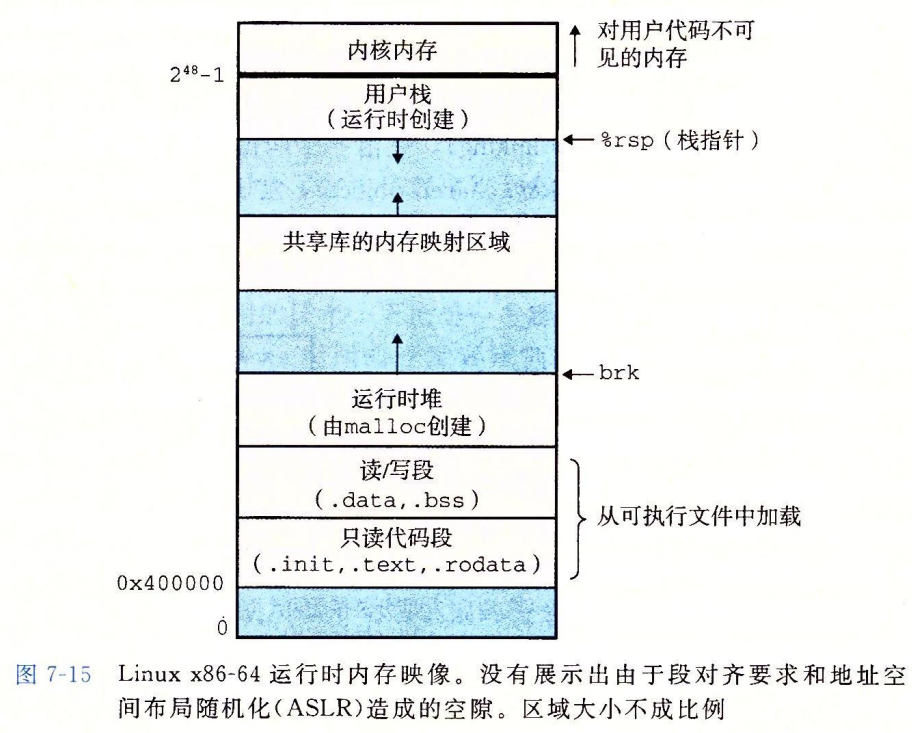 内核内存
对用户代码不可
见的内存
2⁴⁸-1
用户栈
(运行时创建)
%rsp(栈指针)
共享库的内存映射区域
brk
运行时堆
(由malloc创建)
读/写段
(.data,.bss)
从可执行文件中加载
只读代码段
(.init,.text,.rodata)
0x400000
0
图 7-15 Linux x86-64 运行时内存映像。没有展示出由于段对齐要求和地址空
间布局随机化(ASLR)造成的空隙。区域大小不成比例